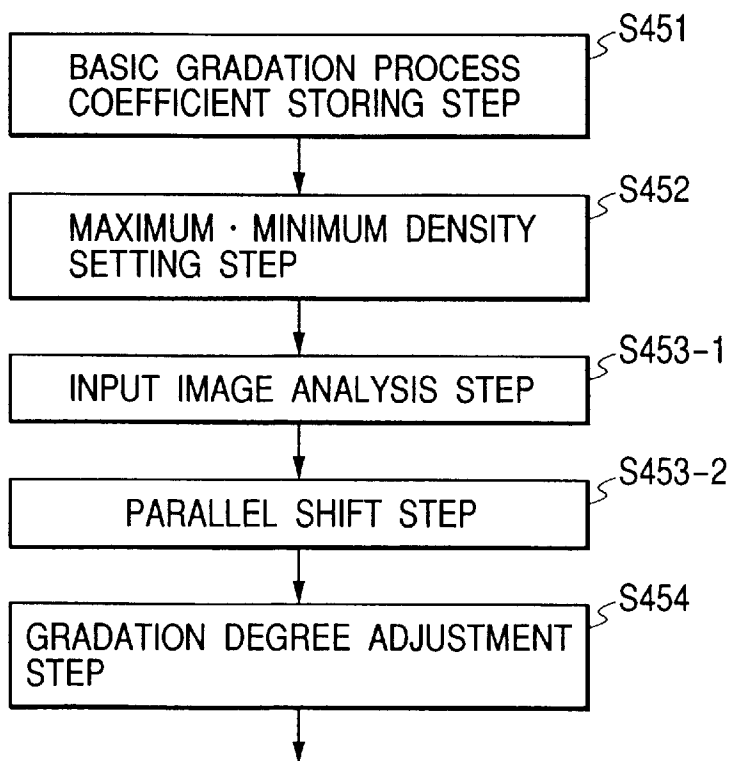 S451
BASIC GRADATION PROCESS
COEFFICIENT STORING STEP
S452
MAXIMUM · MINIMUM DENSITY
SETTING STEP
S453-1
INPUT IMAGE ANALYSIS STEP
S453-2
PARALLEL SHIFT STEP
S454
GRADATION DEGREE ADJUSTMENT
STEP